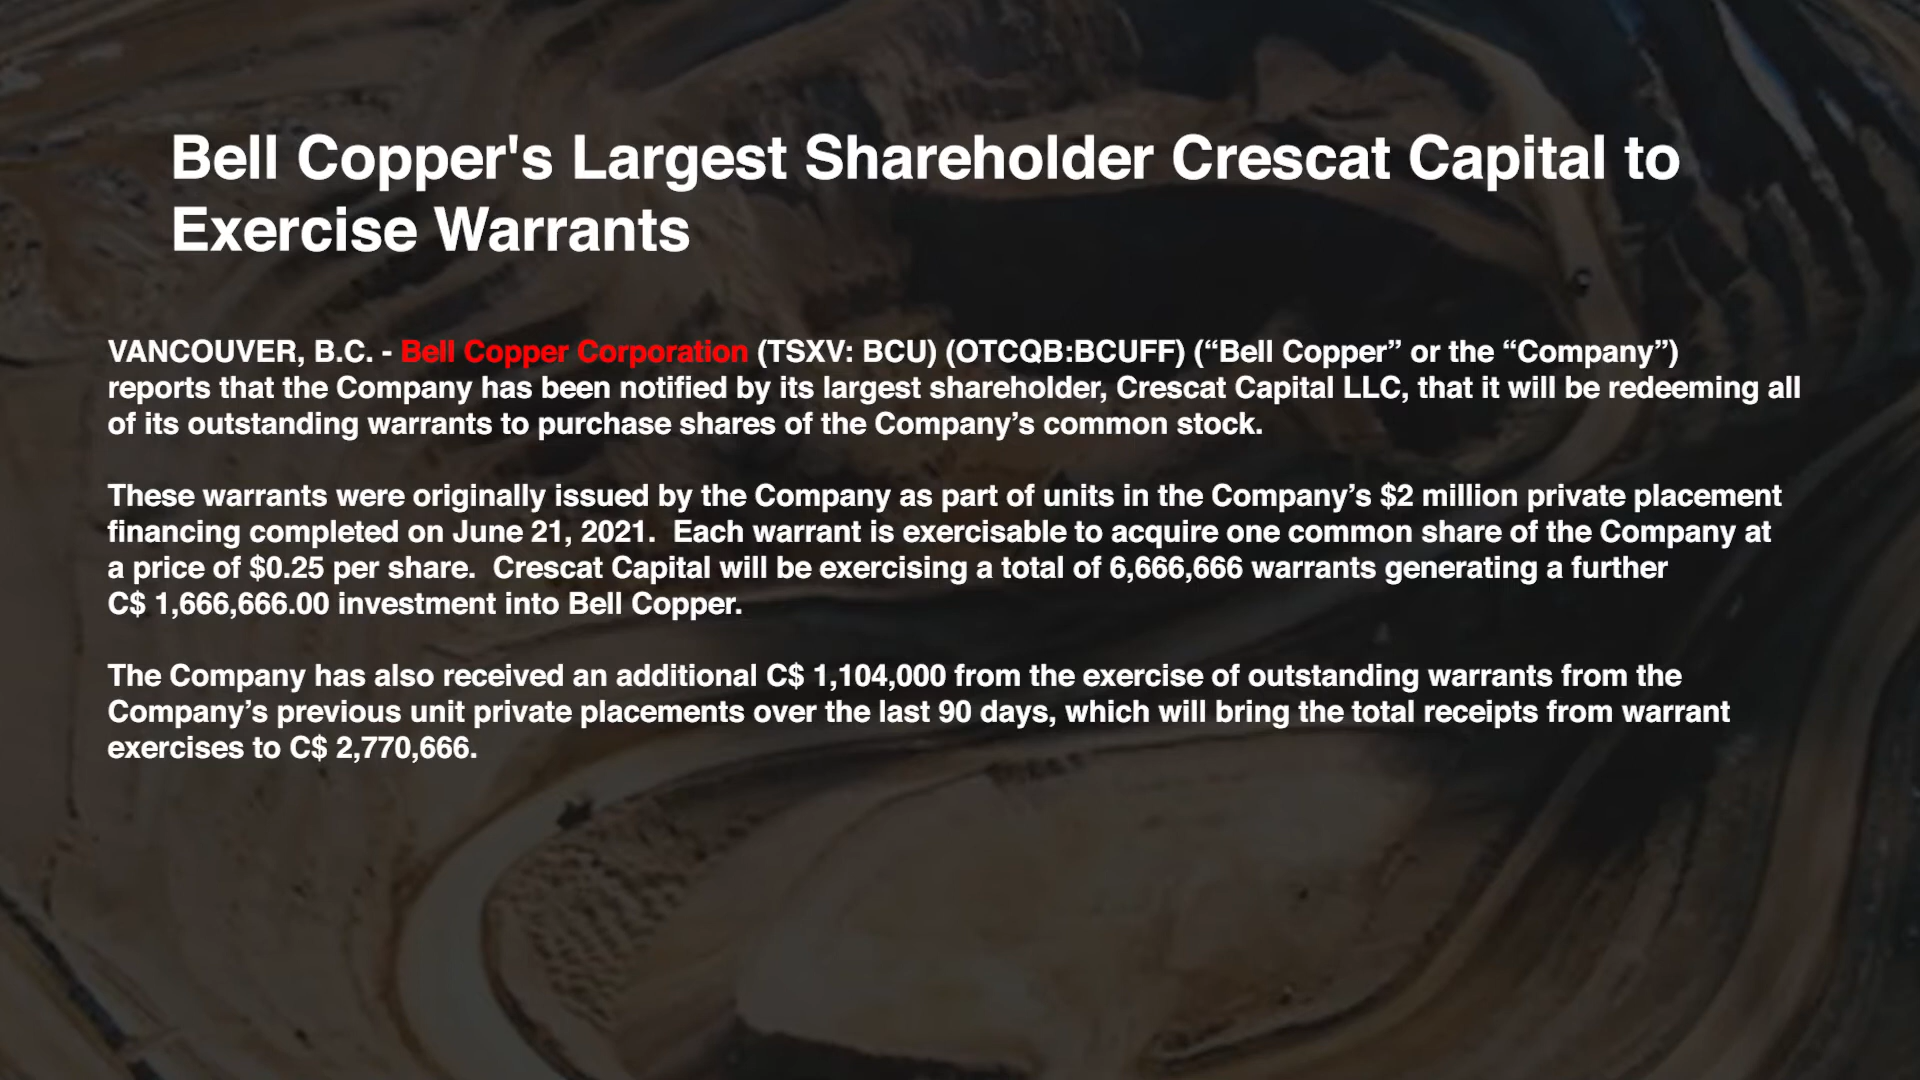 Bell Copper's Largest Shareholder Crescat Capital to
Exercise Warrants
VANCOUVER, B.C. - Bell Copper Corporation (TSXV: BCU) (OTCQB:BCUFF) (“Bell Copper” or the “Company”)
reports that the Company has been notified by its largest shareholder, Crescat Capital LLC, that it will be redeeming all
of its outstanding warrants to purchase shares of the Company’s common stock.
These warrants were originally issued by the Company as part of units in the Company’s $2 million private placement
financing completed on June 21, 2021.  Each warrant is exercisable to acquire one common share of the Company at
a price of $0.25 per share.  Crescat Capital will be exercising a total of 6,666,666 warrants generating a further
C$ 1,666,666.00 investment into Bell Copper.
The Company has also received an additional C$ 1,104,000 from the exercise of outstanding warrants from the
Company’s previous unit private placements over the last 90 days, which will bring the total receipts from warrant
exercises to C$ 2,770,666.